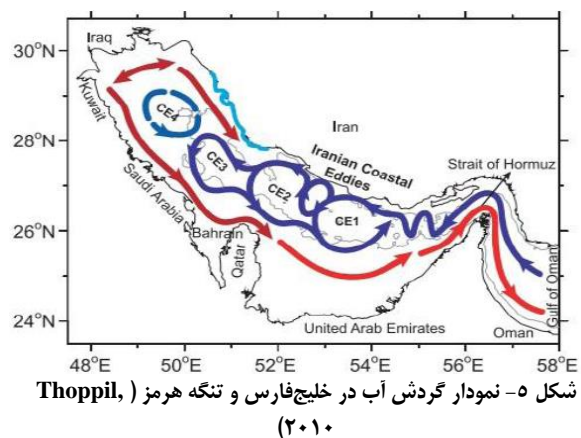 30°N
28°N
26°N
24°N
48°E
50°E
52°E
54°E
56°E
Iraq
Kuwait
Saudi Arabia
Bahrain
Qatar
United Arab Emirates
Oman
Gulf of Oman
Strait of Hormuz
Iran
Iranian Coastal
Eddies
CE4
CE3
CE2
CE1
شکل ۵- نمودار گردش آب در خلیج‌فارس و تنگه هرمز ( Thoppil,
۲۰۱۰)